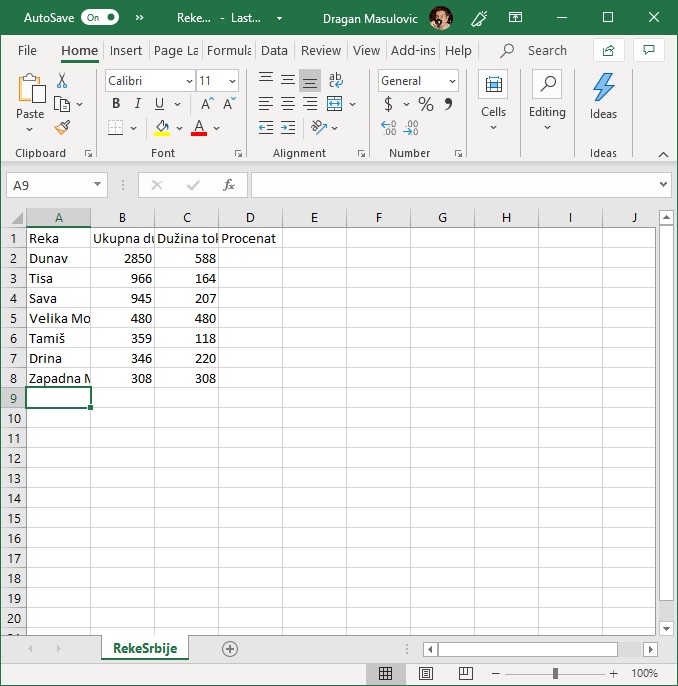 AutoSave On » Reke... - Last... Dragan Masulovic
File Home Insert Page La Formula Data Review View Add-ins Help Search
Paste Calibri 11 General Cells Editing Ideas
B I U A A ab $ % 9
Clipboard Font Alignment Number Ideas
A9 fx
A B C D E F G H I J
1 Reka Ukupna du Dužina tok Procenat
2 Dunav 2850 588
3 Tisa 966 164
4 Sava 945 207
5 Velika Mo 480 480
6 Tamiš 359 118
7 Drina 346 220
8 Zapadna M 308 308
9
10
11
12
13
14
15
16
17
18
19
20
RekeSrbije
100%